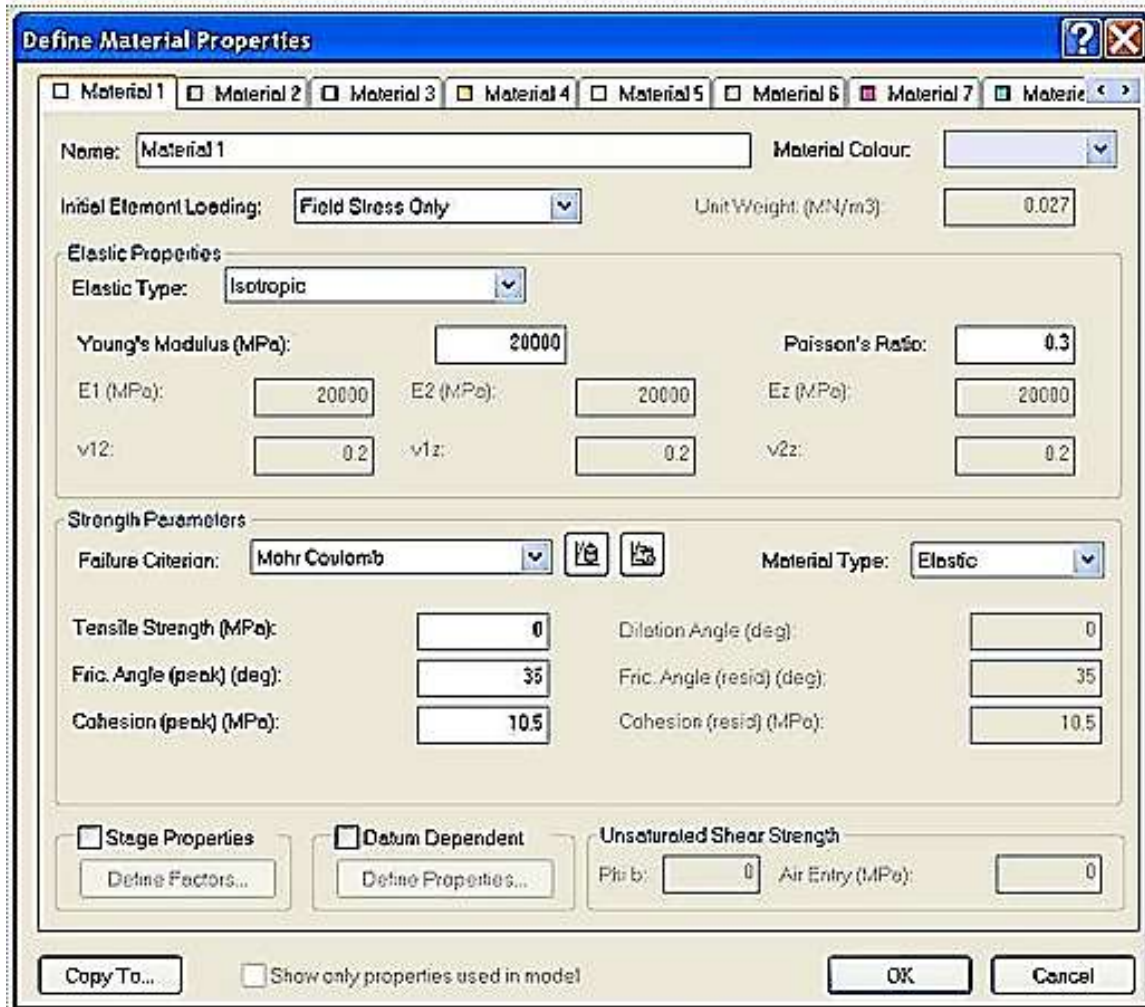 Define Material Properties
Material 1 Material 2 Material 3 Material 4 Material 5 Material 6 Material 7 Materie
Name: Material 1 Material Colour:
Initial Element Loading: Field Stress Only Unit Weight: (MN/m3): 0.027
Elastic Properties
Elastic Type: Isotropic
Young's Modulus (MPa): 20000 Poisson's Ratio: 0.3
E1 (MPa): 20000 E2 (MPa): 20000 Ez (MPa): 20000
v12: 0.2 v1z: 0.2 v2z: 0.2
Strength Parameters
Failure Criterion: Mohr Coulomb Material Type: Elastic
Tensile Strength (MPa): 0 Dilation Angle (deg): 0
Fric. Angle (peak) (deg): 35 Fric. Angle (resid) (deg): 35
Cohesion (peak) (MPa): 10.5 Cohesion (resid) (MPa): 10.5
Stage Properties Datum Dependent Unsaturated Shear Strength
Define Factors... Define Properties... Phi b: 0 Air Entry (MPa): 0
Copy To... Show only properties used in model OK Cancel